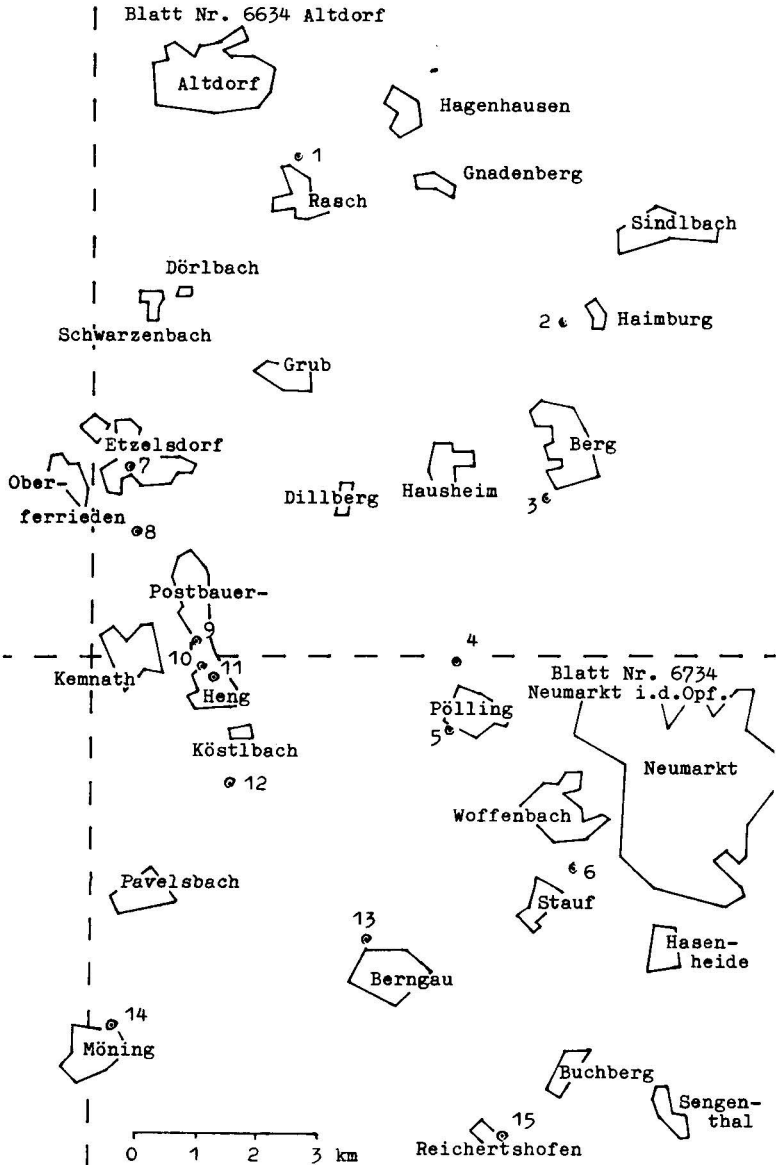 Blatt Nr. 6634 Altdorf
Altdorf
Hagenhausen
1
Gnadenberg
Rasch
Sindlbach
Dörlbach
2
Haimburg
Schwarzenbach
Grub
Etzelsdorf
Berg
7
Ober-
ferrieden
Dillberg
Hausheim
3
8
Postbauer-
9
4
10
11
Kemnath
Heng
Blatt Nr. 6734
Neumarkt i.d.Opf.
Pölling
5
Köstlbach
Neumarkt
12
Woffenbach
6
Pavelsbach
Stauf
13
Hasen-
heide
Berngau
14
Möning
Buchberg
Sengen-
thal
15
Reichertshofen
0 1 2 3 km